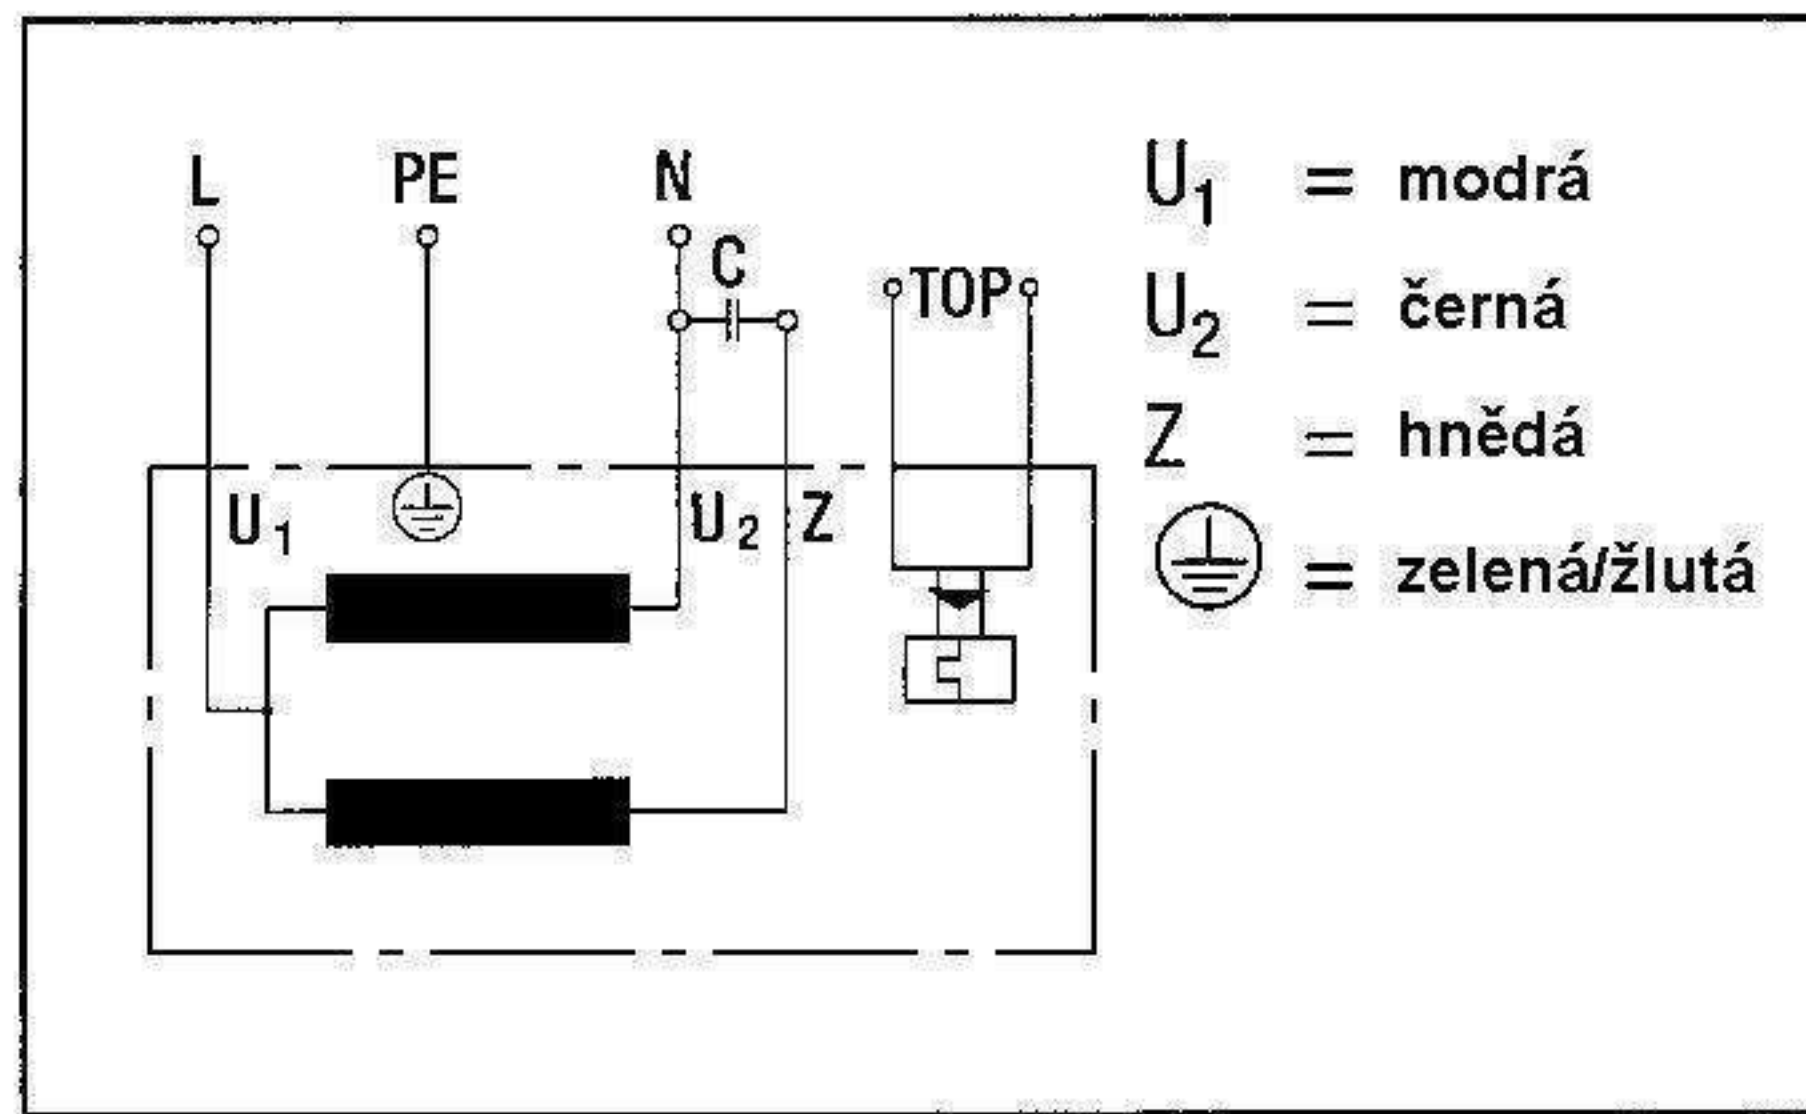 L PE N
C
TOP
U1 U2 Z
U1 = modrá
U2 = černá
Z = hnědá
= zelená/žlutá